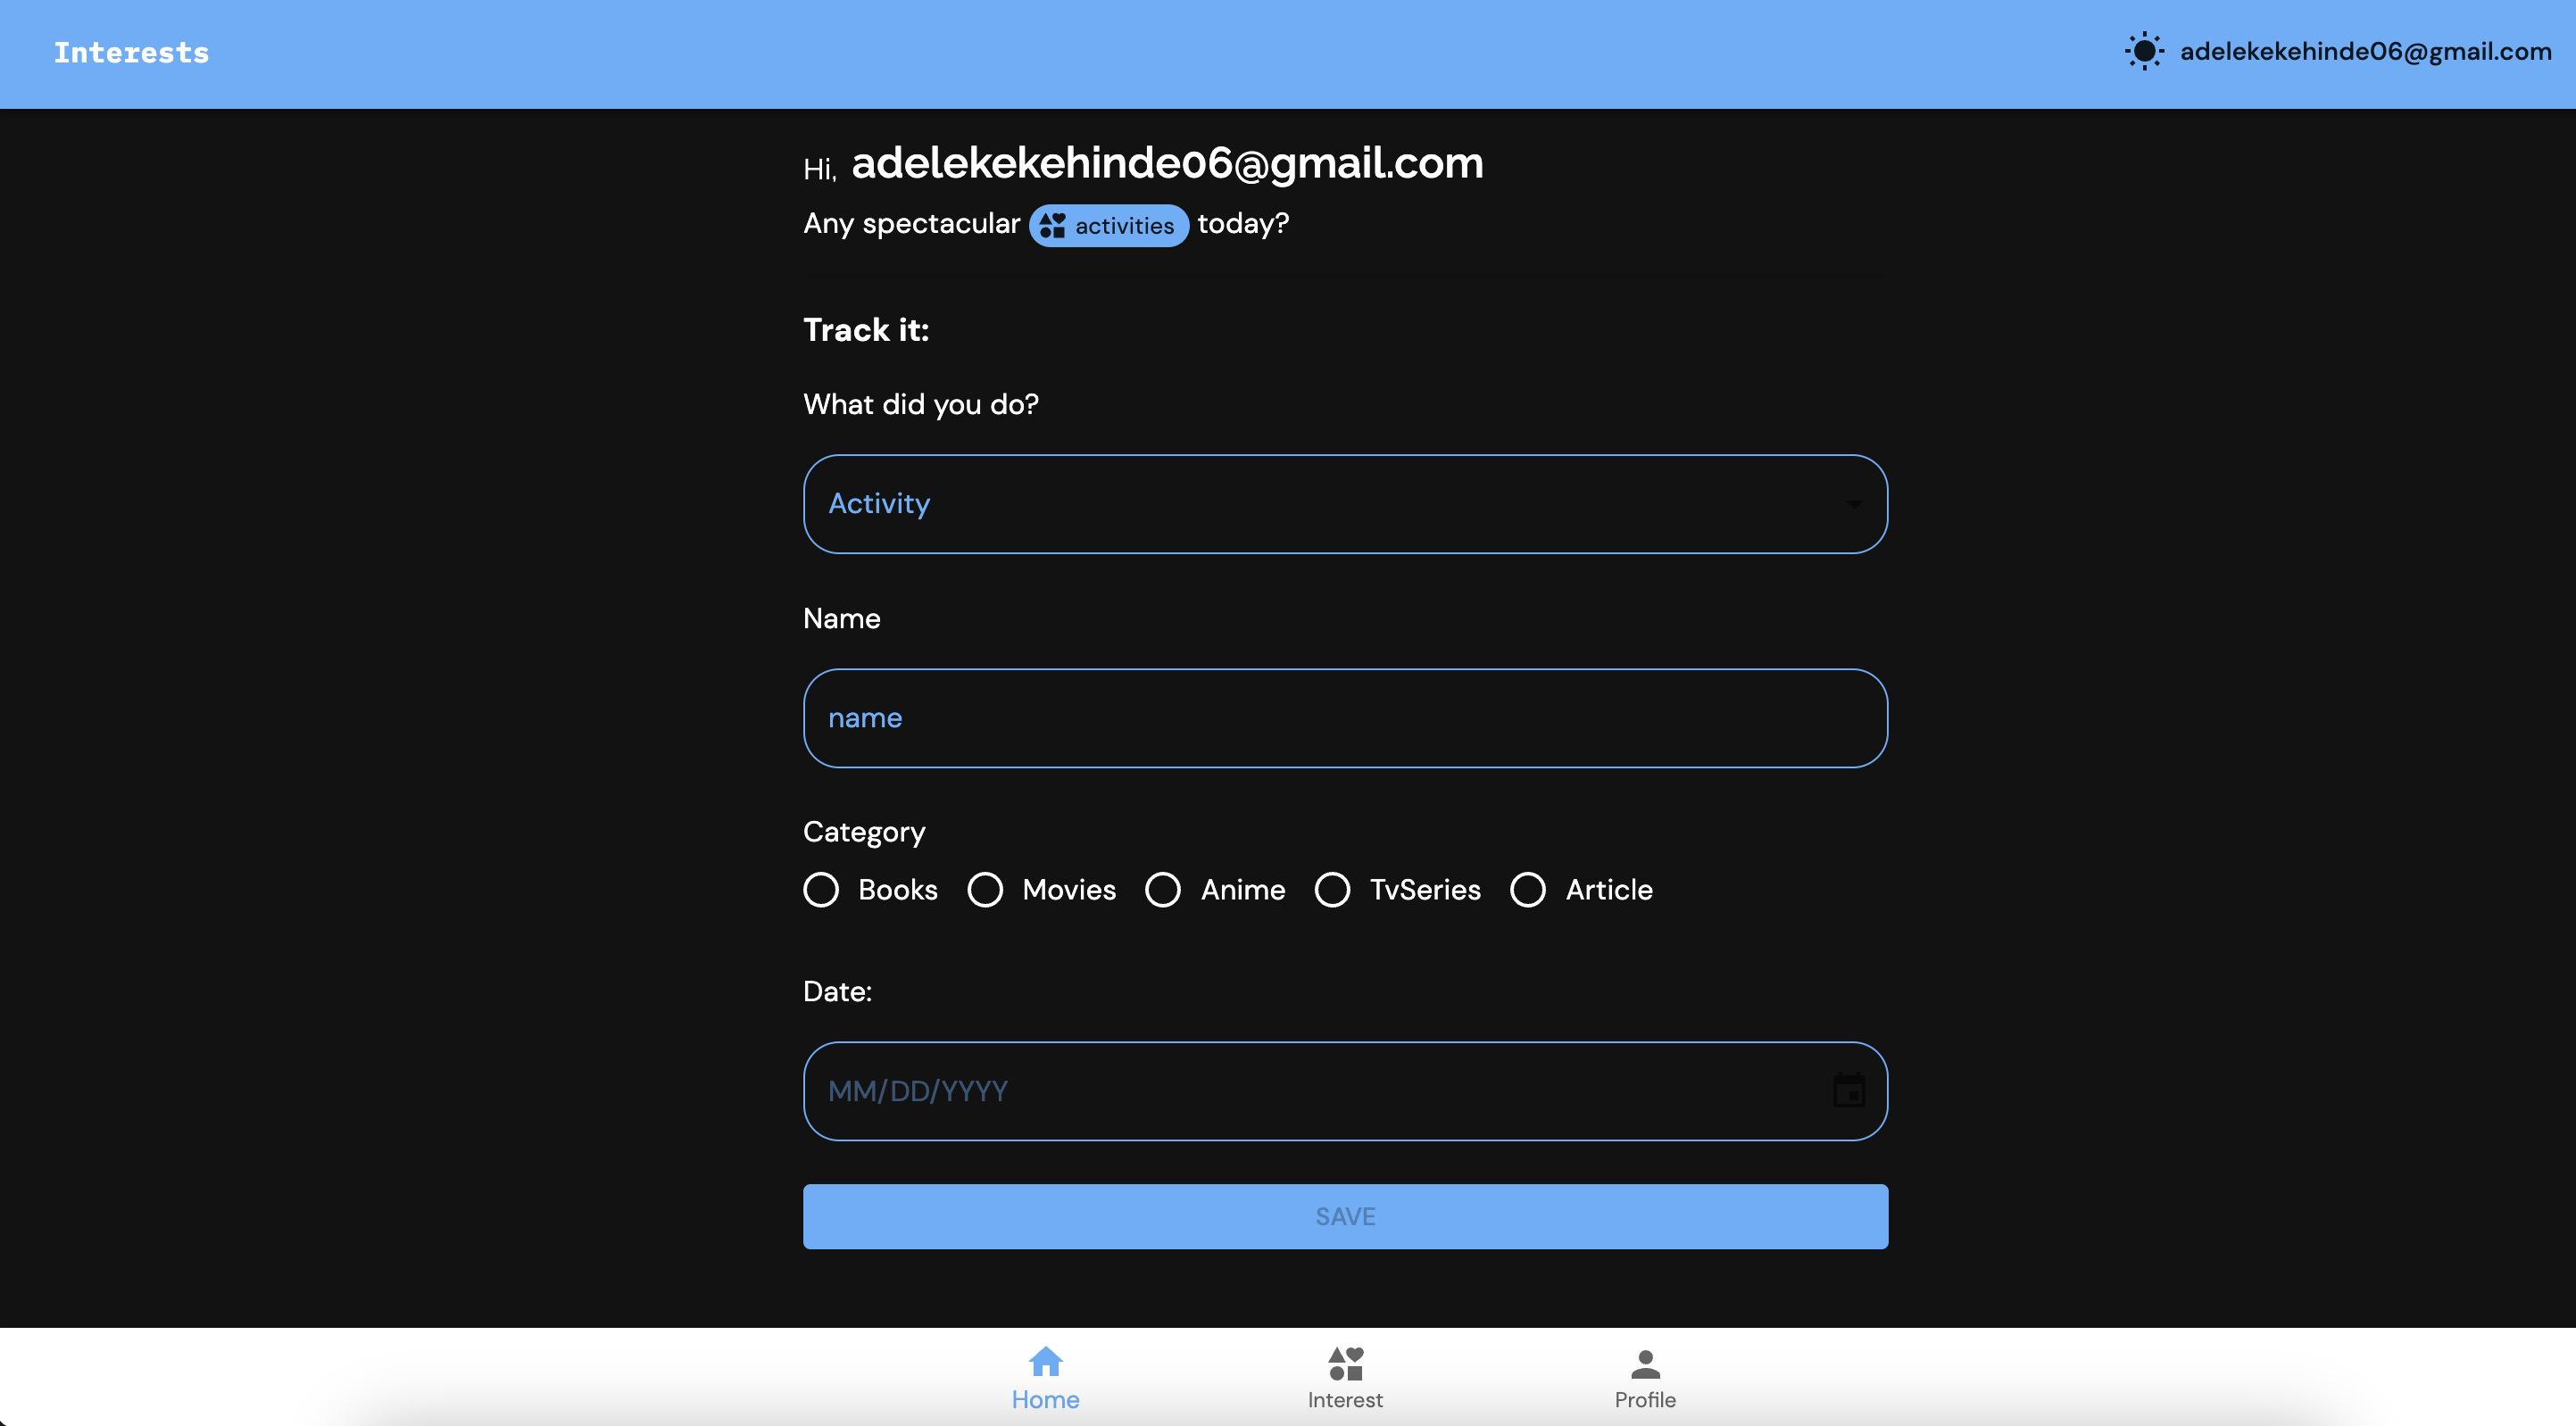 Interests
adelekekehinde06@gmail.com
Hi, adelekekehinde06@gmail.com
Any spectacular activities today?
Track it:
What did you do?
Activity
Name
name
Category
Books Movies Anime TvSeries Article
Date:
MM/DD/YYYY
SAVE
Home Interest Profile